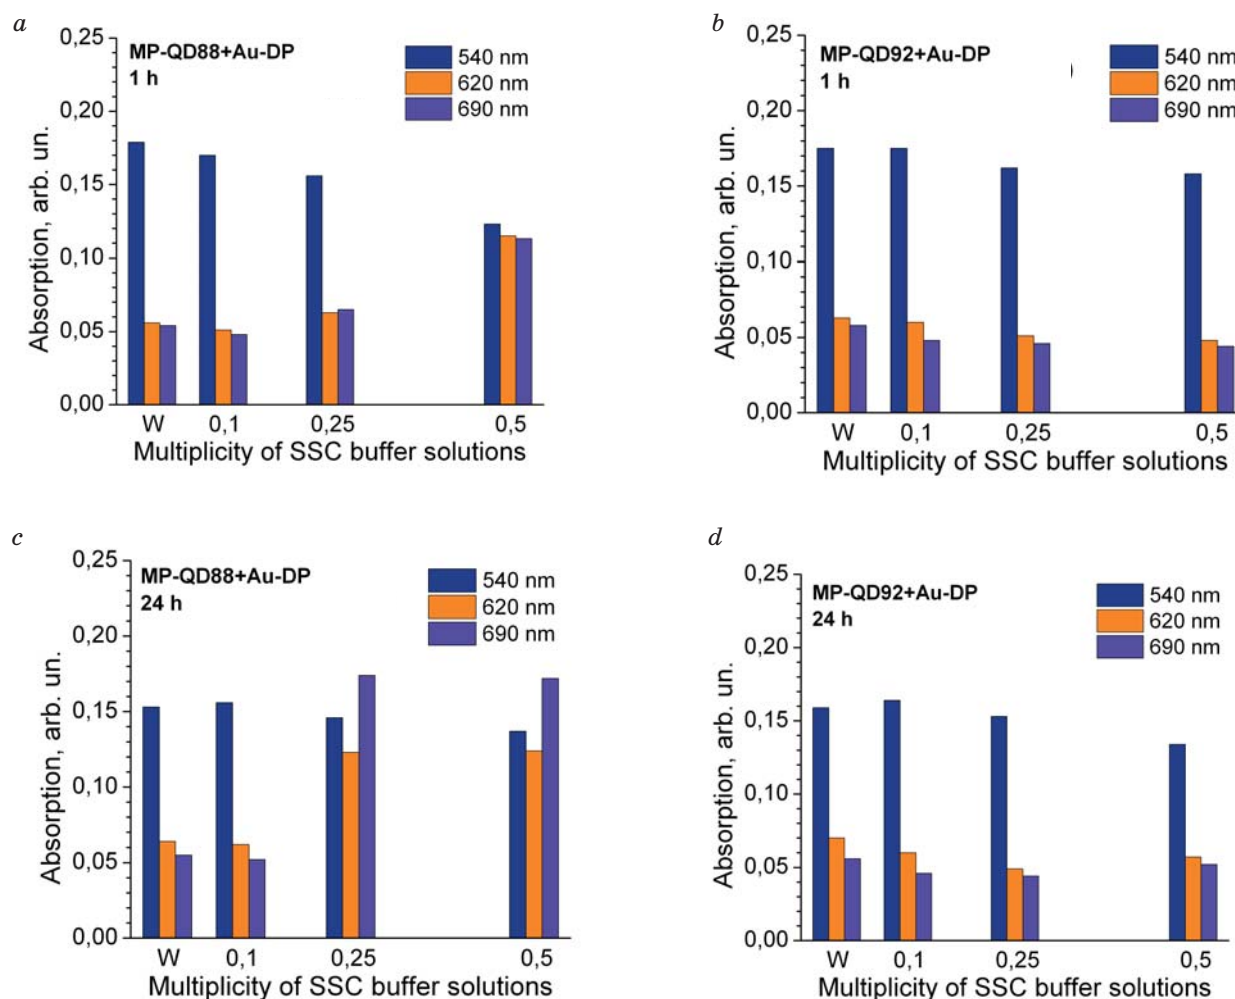 a
0,25
0,20
0,15
0,10
0,05
0,00
Absorption, arb. un.
MP-QD88+Au-DP
1 h
540 nm
620 nm
690 nm
W 0,1 0,25 0,5
Multiplicity of SSC buffer solutions
b
0,25
0,20
0,15
0,10
0,05
0,00
Absorption, arb. un.
MP-QD92+Au-DP
1 h
)
540 nm
620 nm
690 nm
W 0,1 0,25 0,5
Multiplicity of SSC buffer solutions
c
0,25
0,20
0,15
0,10
0,05
0,00
Absorption, arb. un.
MP-QD88+Au-DP
24 h
540 nm
620 nm
690 nm
W 0,1 0,25 0,5
Multiplicity of SSC buffer solutions
d
0,25
0,20
0,15
0,10
0,05
0,00
Absorption, arb. un.
MP-QD92+Au-DP
24 h
540 nm
620 nm
690 nm
W 0,1 0,25 0,5
Multiplicity of SSC buffer solutions